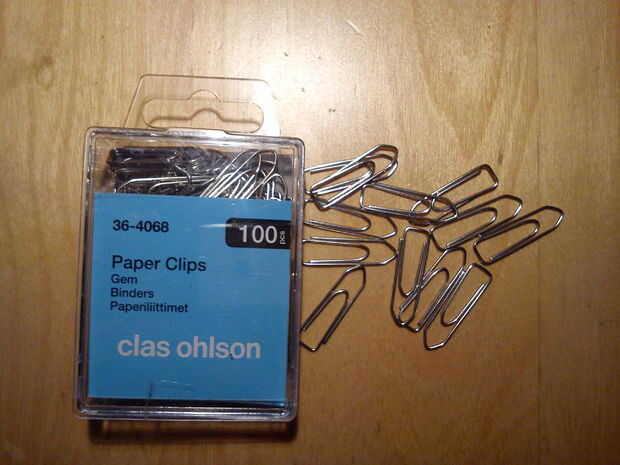 36-4068
100 pcs
Paper Clips
Gem
Binders
Paperiliittimet
clas ohlson